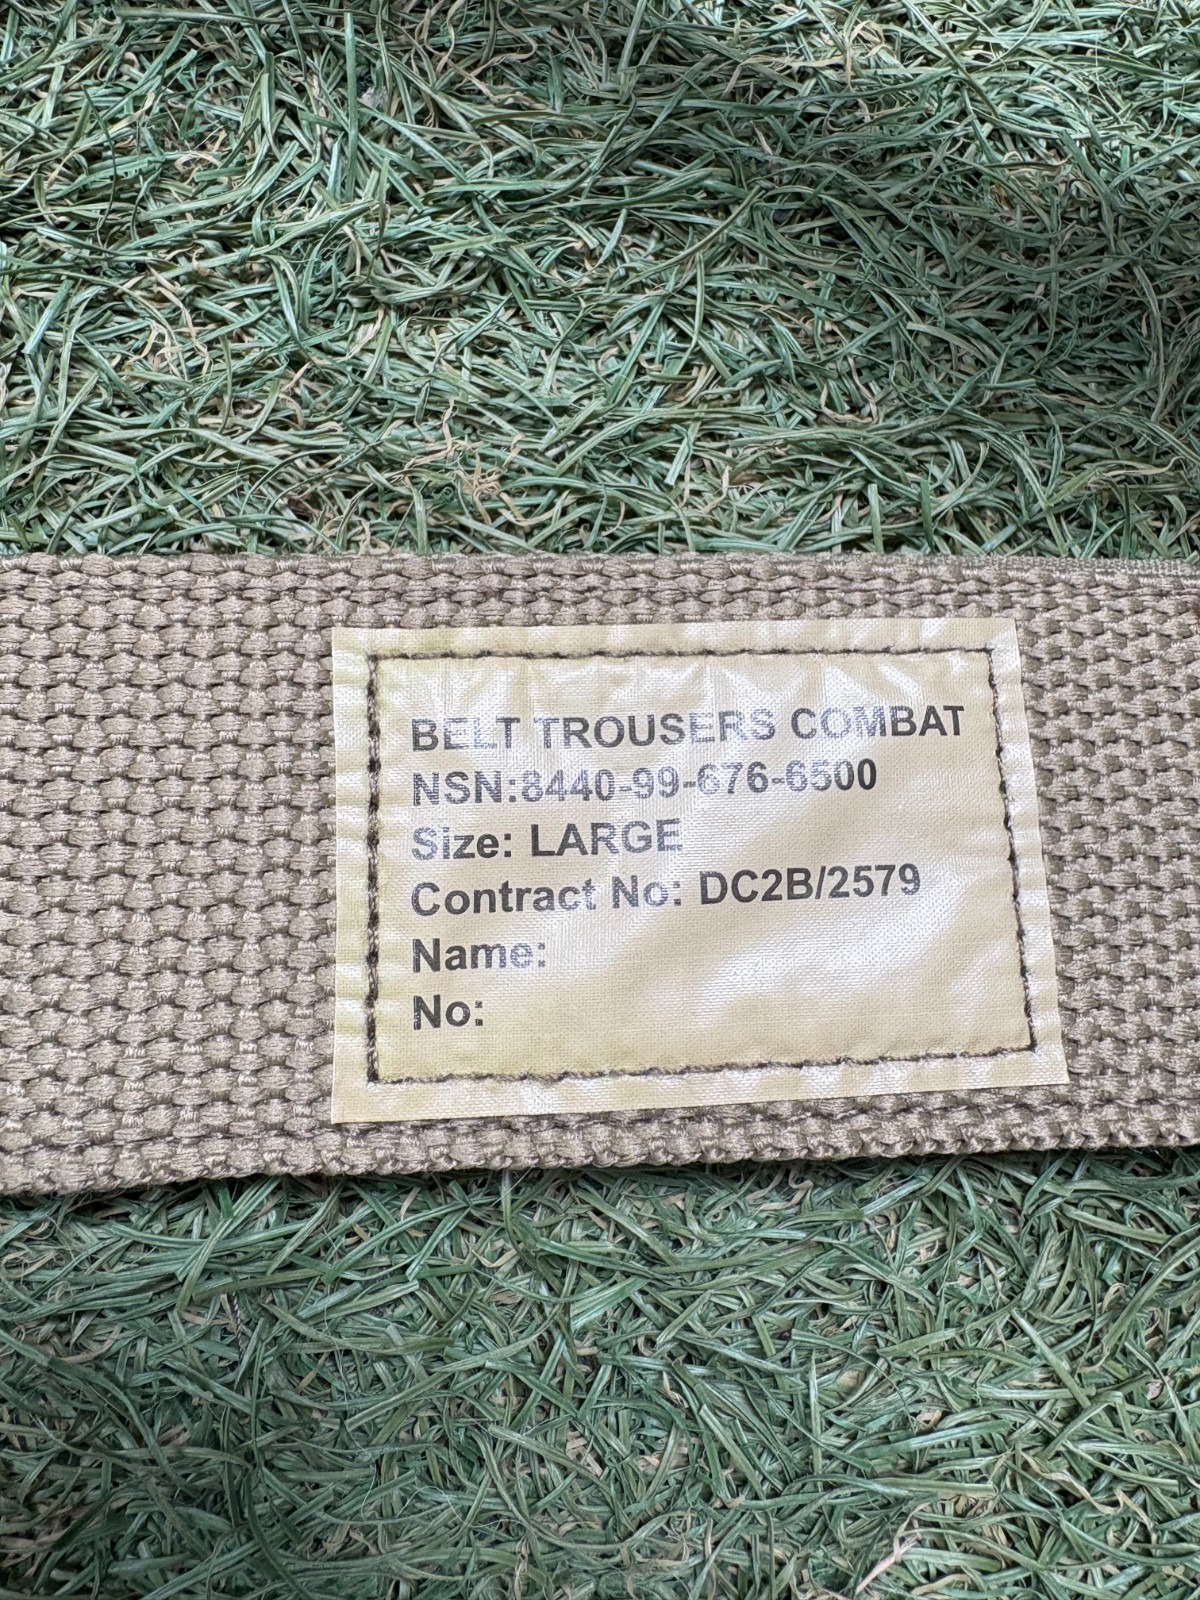 BELT TROUSERS COMBAT
NSN:8440-99-676-6500
Size: LARGE
Contract No: DC2B/2579
Name:
No: